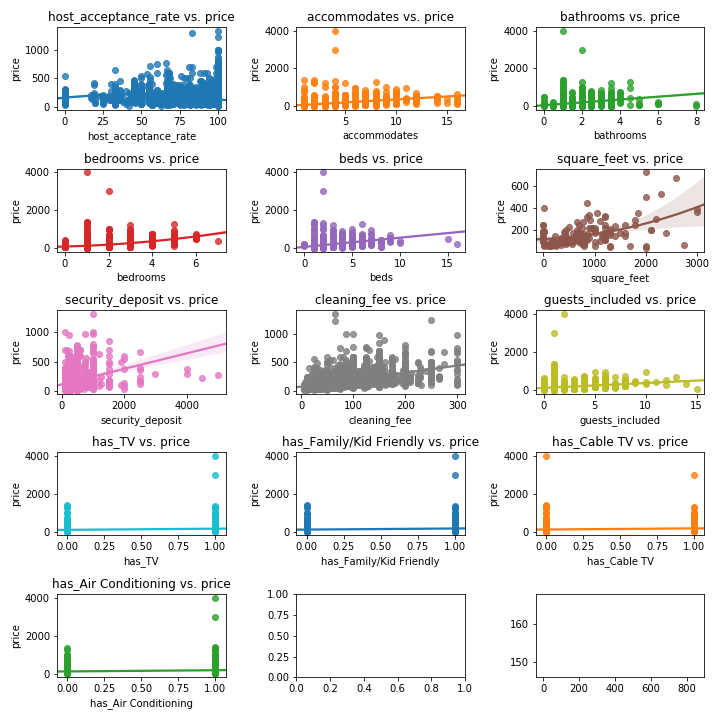 host_acceptance_rate vs. price
accommodates vs. price
bathrooms vs. price
1000
500
0
price
0
25
50
75
100
host_acceptance_rate
4000
2000
0
price
5
10
15
accommodates
4000
2000
0
price
0
2
4
6
8
bathrooms
bedrooms vs. price
beds vs. price
square_feet vs. price
4000
2000
0
price
0
2
4
6
bedrooms
4000
2000
0
price
0
5
10
15
beds
600
400
200
price
0
1000
2000
3000
square_feet
security_deposit vs. price
cleaning_fee vs. price
guests_included vs. price
1000
500
0
price
0
2000
4000
security_deposit
1000
500
0
price
0
100
200
300
cleaning_fee
4000
2000
0
price
0
5
10
15
guests_included
has_TV vs. price
has_Family/Kid Friendly vs. price
has_Cable TV vs. price
4000
2000
0
price
0.00
0.25
0.50
0.75
1.00
has_TV
4000
2000
0
price
0.00
0.25
0.50
0.75
1.00
has_Family/Kid Friendly
4000
2000
0
price
0.00
0.25
0.50
0.75
1.00
has_Cable TV
has_Air Conditioning vs. price
4000
2000
0
price
0.00
0.25
0.50
0.75
1.00
has_Air Conditioning
1.00
0.75
0.50
0.25
0.00
0.0
0.2
0.4
0.6
0.8
1.0
160
150
0
200
400
600
800